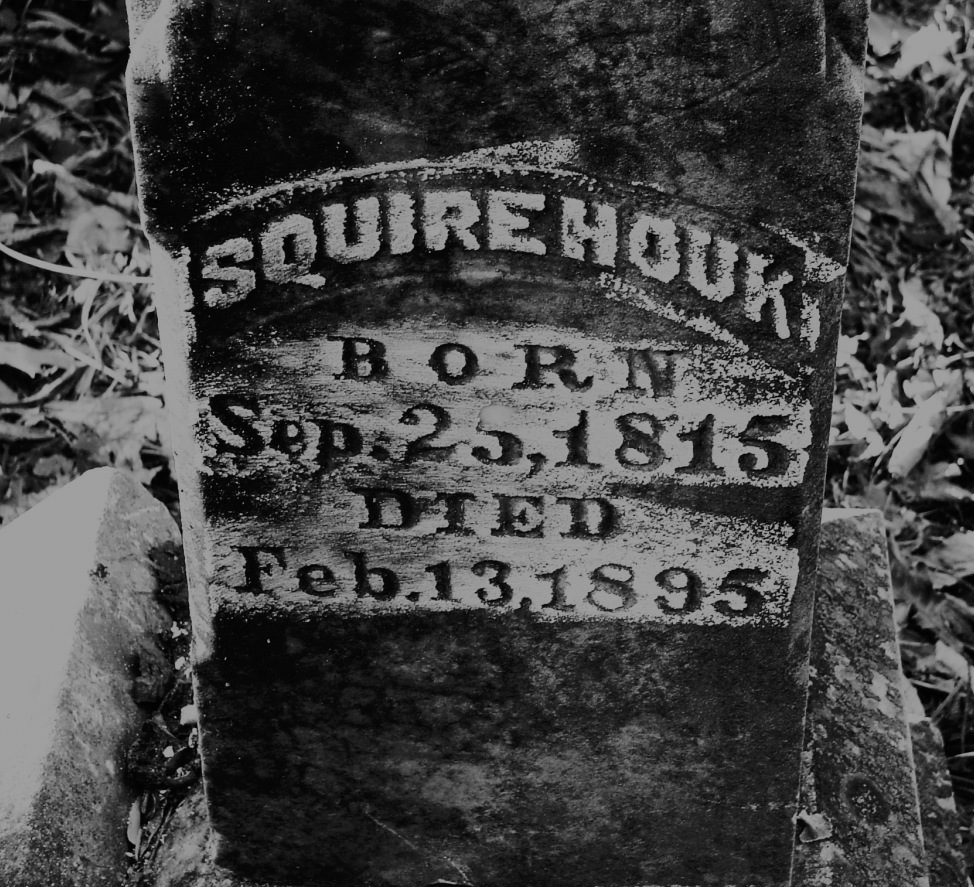 SQUIRE HOUK
BORN
Sep. 25, 1815
DIED
Feb. 13, 1895